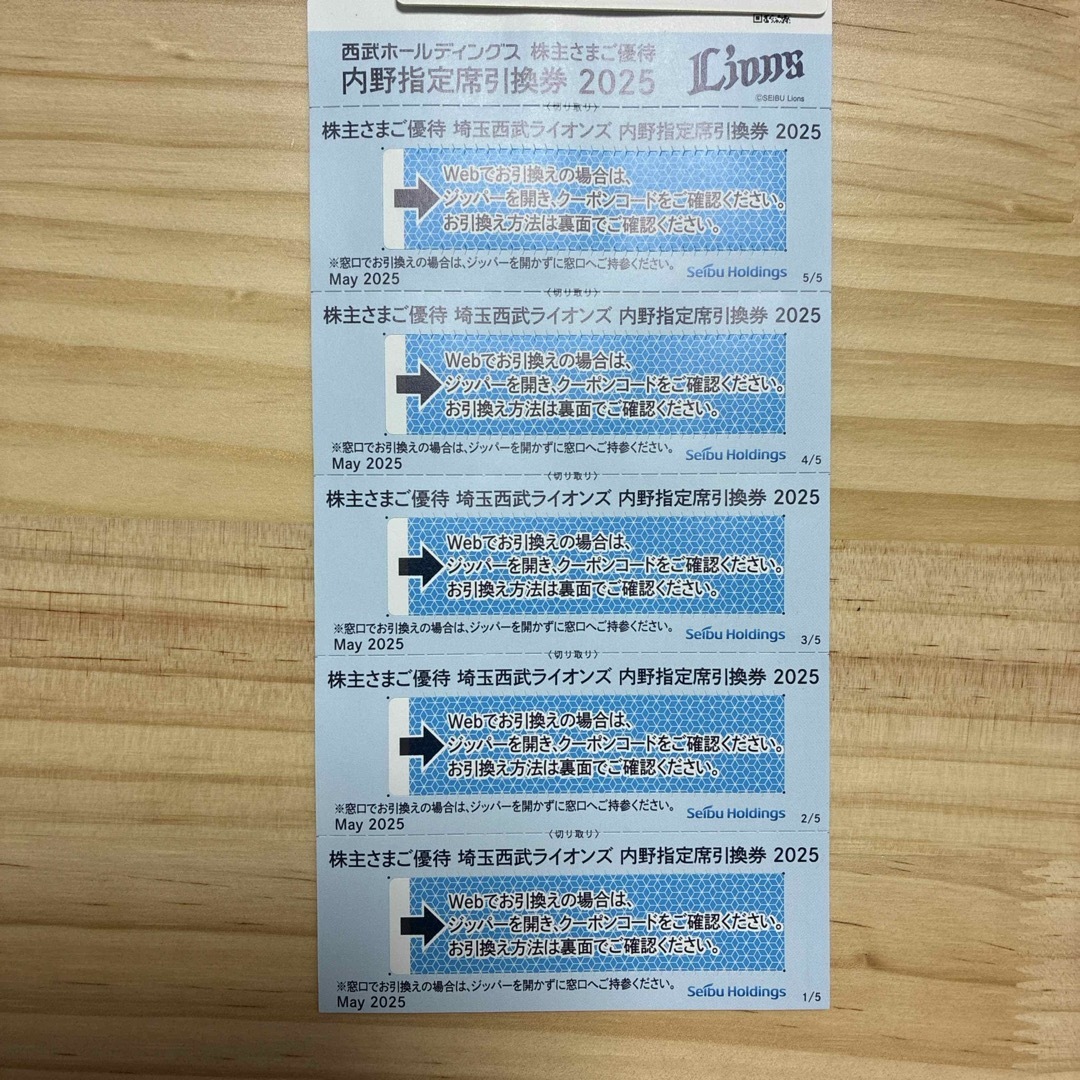 西武ホールディングス 株主さまご優待
内野指定席引換券 2025
Lions
©SEIBU Lions
〈切り取り〉
株主さまご優待 埼玉西武ライオンズ 内野指定席引換券 2025
Webでお引換えの場合は、
ジッパーを開き、クーポンコードをご確認ください。
お引換え方法は裏面でご確認ください。
※窓口でお引換えの場合は、ジッパーを開かずに窓口へご持参ください。
May 2025
Seibu Holdings
5/5
〈切り取り〉
株主さまご優待 埼玉西武ライオンズ 内野指定席引換券 2025
Webでお引換えの場合は、
ジッパーを開き、クーポンコードをご確認ください。
お引換え方法は裏面でご確認ください。
※窓口でお引換えの場合は、ジッパーを開かずに窓口へご持参ください。
May 2025
Seibu Holdings
4/5
〈切り取り〉
株主さまご優待 埼玉西武ライオンズ 内野指定席引換券 2025
Webでお引換えの場合は、
ジッパーを開き、クーポンコードをご確認ください。
お引換え方法は裏面でご確認ください。
※窓口でお引換えの場合は、ジッパーを開かずに窓口へご持参ください。
May 2025
Seibu Holdings
3/5
〈切り取り〉
株主さまご優待 埼玉西武ライオンズ 内野指定席引換券 2025
Webでお引換えの場合は、
ジッパーを開き、クーポンコードをご確認ください。
お引換え方法は裏面でご確認ください。
※窓口でお引換えの場合は、ジッパーを開かずに窓口へご持参ください。
May 2025
Seibu Holdings
2/5
〈切り取り〉
株主さまご優待 埼玉西武ライオンズ 内野指定席引換券 2025
Webでお引換えの場合は、
ジッパーを開き、クーポンコードをご確認ください。
お引換え方法は裏面でご確認ください。
※窓口でお引換えの場合は、ジッパーを開かずに窓口へご持参ください。
May 2025
Seibu Holdings
1/5